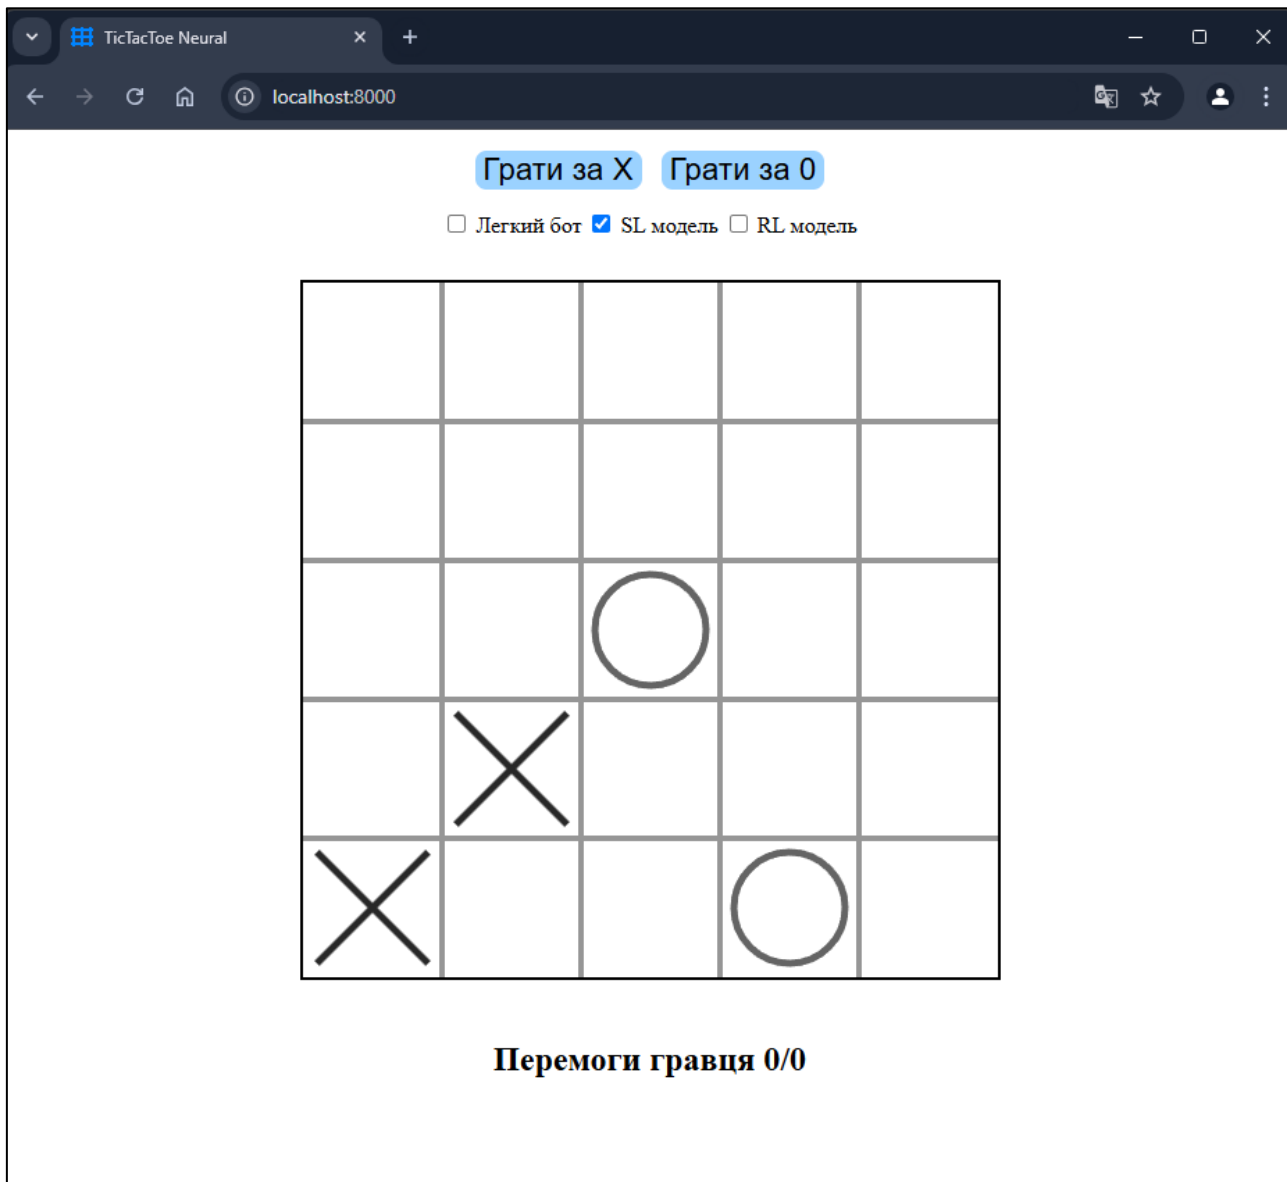 TicTacToe Neural
localhost:8000
Грати за X Грати за 0
Легкий бот SL модель RL модель
Перемоги гравця 0/0